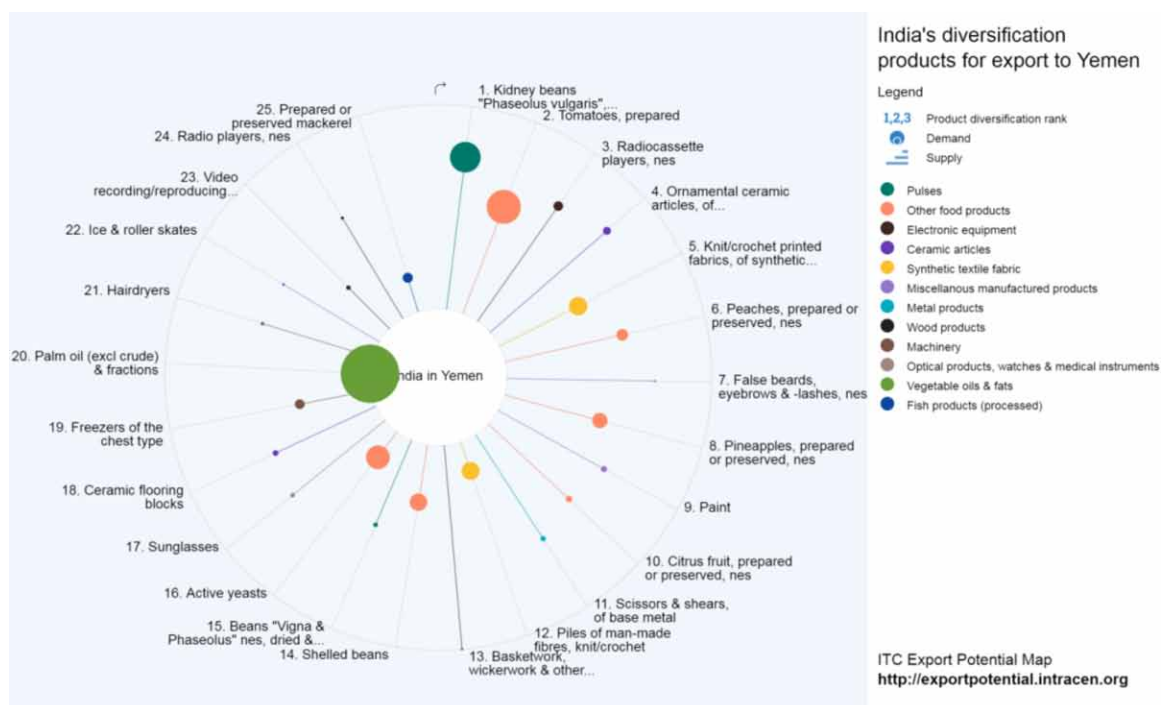 India's diversification
products for export to Yemen
Legend
1,2,3 Product diversification rank
Demand
Supply
Pulses
Other food products
Electronic equipment
Ceramic articles
Synthetic textile fabric
Miscellanous manufactured products
Metal products
Wood products
Machinery
Optical products, watches & medical instruments
Vegetable oils & fats
Fish products (processed)
1. Kidney beans
"Phaseolus vulgaris",...
2. Tomatoes, prepared
3. Radiocassette
players, nes
4. Ornamental ceramic
articles, of...
5. Knit/crochet printed
fabrics, of synthetic...
6. Peaches, prepared or
preserved, nes
7. False beards,
eyebrows & -lashes, nes
8. Pineapples, prepared
or preserved, nes
9. Paint
10. Citrus fruit, prepared
or preserved, nes
11. Scissors & shears,
of base metal
12. Piles of man-made
fibres, knit/crochet
13. Basketwork,
wickerwork & other...
14. Shelled beans
15. Beans "Vigna &
Phaseolus" nes, dried &...
16. Active yeasts
17. Sunglasses
18. Ceramic flooring
blocks
19. Freezers of the
chest type
20. Palm oil (excl crude)
& fractions
21. Hairdryers
22. Ice & roller skates
23. Video
recording/reproducing...
24. Radio players, nes
25. Prepared or
preserved mackerel
ndia in Yemen
ITC Export Potential Map
http://exportpotential.intracen.org